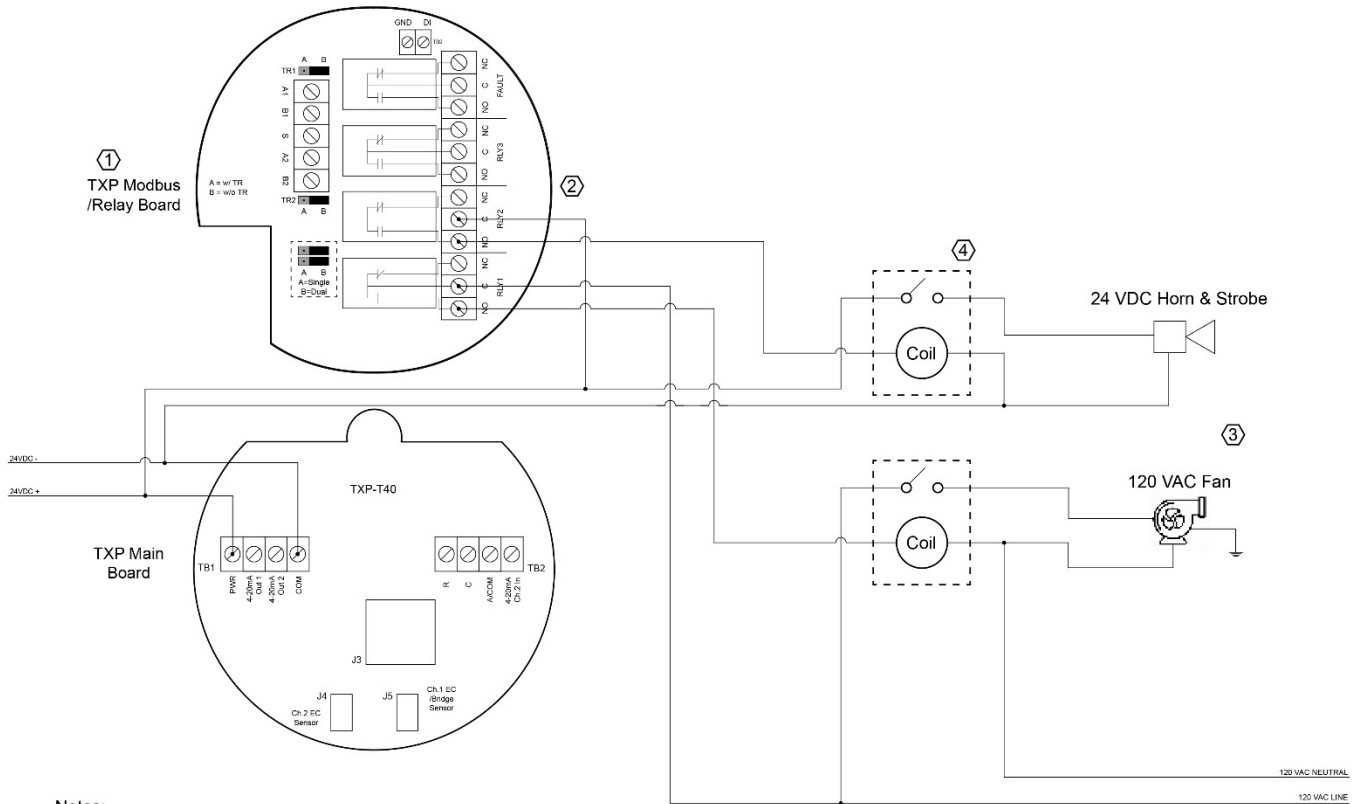 GND DI
TB2
A B
TR1
A1
B1
S
A2
B2
A = w/ TR
B = w/o TR
TR2
A B
A B
A=Single
B=Dual
NC
C
NO
FAULT
NC
C
NO
RLY3
NC
C
NO
RLY2
NC
C
NO
RLY1
1
TXP Modbus
/Relay Board
2
4
24 VDC Horn & Strobe
Coil
3
120 VAC Fan
Coil
24VDC -
24VDC +
TXP-T40
TXP Main
Board
TB1
PWR
4-20mA
Out 1
4-20mA
Out 2
COM
TB2
R
C
A/COM
4-20mA
Ch.2 In
J3
J4
Ch.2 EC
Sensor
J5
Ch.1 EC
/Bridge
Sensor
120 VAC NEUTRAL
120 VAC LINE